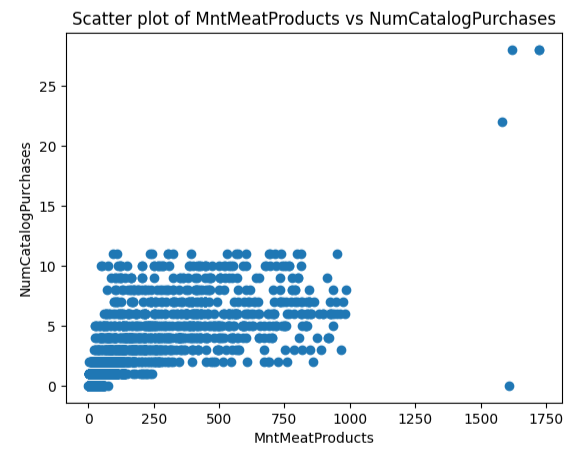 Scatter plot of MntMeatProducts vs NumCatalogPurchases
NumCatalogPurchases
25
20
15
10
5
0
0 250 500 750 1000 1250 1500 1750
MntMeatProducts